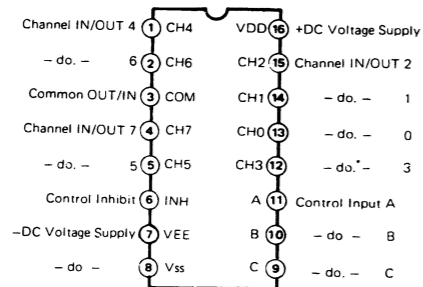 Channel IN/OUT 4 1 CH4 VDD 16 +DC Voltage Supply
– do. – 6 2 CH6 CH2 15 Channel IN/OUT 2
Common OUT/IN 3 COM CH1 14 – do. – 1
Channel IN/OUT 7 4 CH7 CH0 13 – do. – 0
– do. – 5 5 CH5 CH3 12 – do. – 3
Control Inhibit 6 INH A 11 Control Input A
–DC Voltage Supply 7 VEE B 10 – do – B
– do – 8 Vss C 9 – do. – C